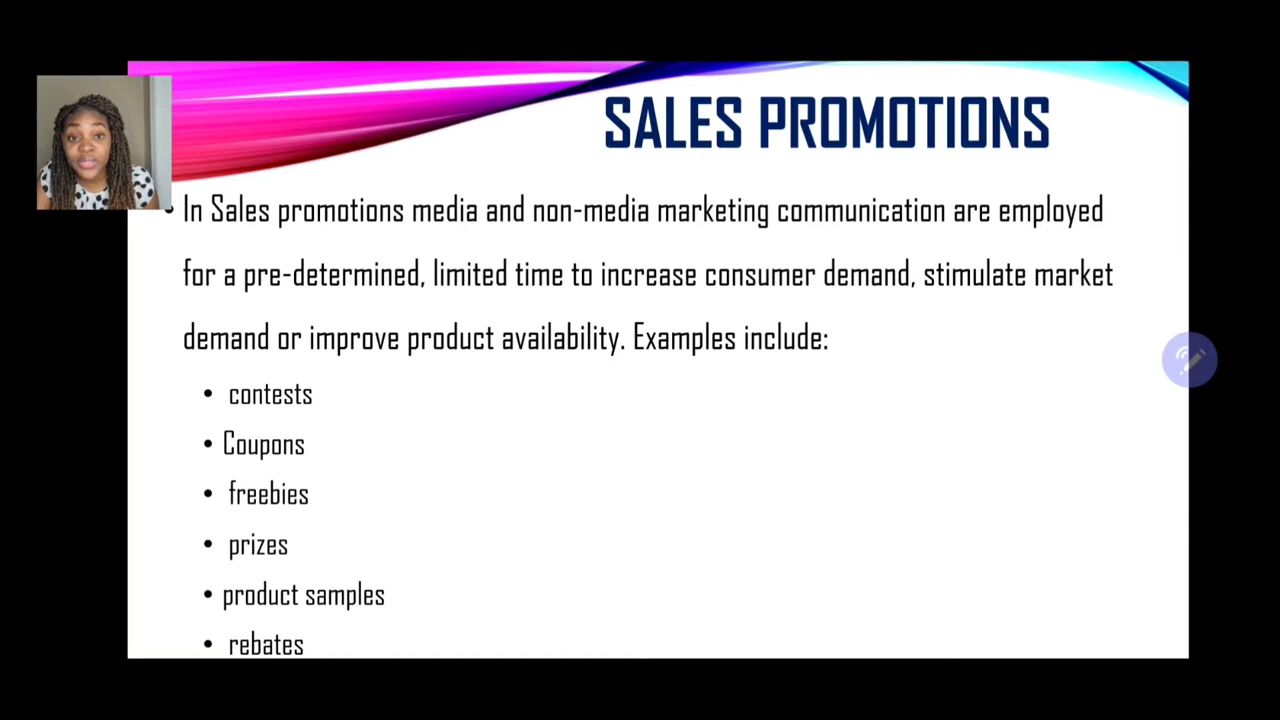 SALES PROMOTIONS
• In Sales promotions media and non-media marketing communication are employed
for a pre-determined, limited time to increase consumer demand, stimulate market
demand or improve product availability. Examples include:
• contests
• Coupons
• freebies
• prizes
• product samples
• rebates